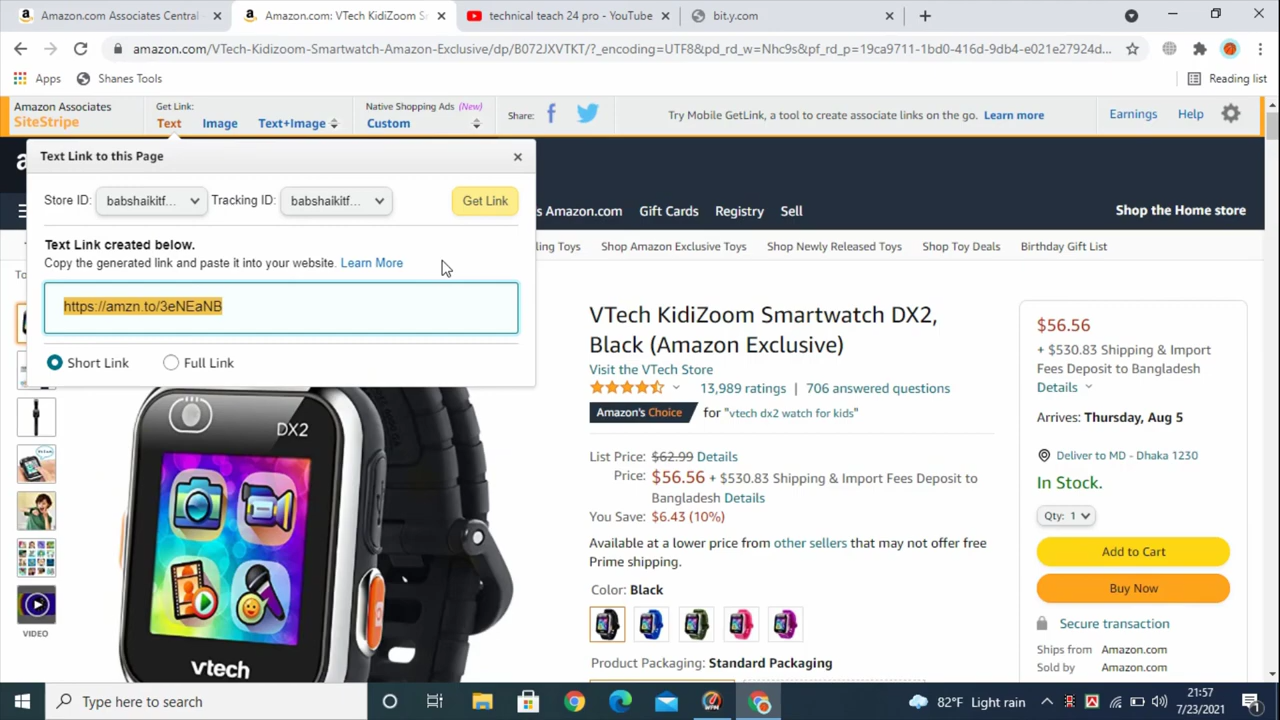 Amazon.com Associates Central -
Amazon.com: VTech KidiZoom S
technical teach 24 pro - YouTube
bit.y.com
amazon.com/VTech-Kidizoom-Smartwatch-Amazon-Exclusive/dp/B072JXVTKT/?_encoding=UTF8&pd_rd_w=Nhc9s&pf_rd_p=19ca9711-1bd0-416d-9db4-e021e27924d...
Apps
Shanes Tools
Reading list
Amazon Associates
SiteStripe
Get Link:
Text
Image
Text+Image
Native Shopping Ads (New)
Custom
Share:
Try Mobile GetLink, a tool to create associate links on the go. Learn more
Earnings
Help
Text Link to this Page
Store ID: babshaikitf... Tracking ID: babshaikitf... Get Link
Text Link created below.
Copy the generated link and paste it into your website. Learn More
https://amzn.to/3eNEaNB
Short Link
Full Link
s Amazon.com
Gift Cards
Registry
Sell
Shop the Home store
ling Toys
Shop Amazon Exclusive Toys
Shop Newly Released Toys
Shop Toy Deals
Birthday Gift List
To
VIDEO
DX2
vtech
VTech KidiZoom Smartwatch DX2,
Black (Amazon Exclusive)
Visit the VTech Store
13,989 ratings | 706 answered questions
Amazon's Choice for "vtech dx2 watch for kids"
List Price: $62.99 Details
Price: $56.56 + $530.83 Shipping & Import Fees Deposit to
Bangladesh Details
You Save: $6.43 (10%)
Available at a lower price from other sellers that may not offer free
Prime shipping.
Color: Black
Product Packaging: Standard Packaging
$56.56
+ $530.83 Shipping & Import
Fees Deposit to Bangladesh
Details
Arrives: Thursday, Aug 5
Deliver to MD - Dhaka 1230
In Stock.
Qty: 1
Add to Cart
Buy Now
Secure transaction
Ships from Amazon.com
Sold by Amazon.com
Type here to search
82°F Light rain
21:57
7/23/2021
1